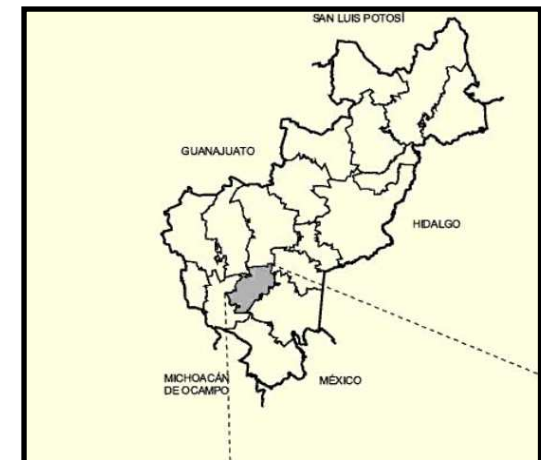 SAN LUIS POTOSÍ
GUANAJUATO
HIDALGO
MICHOACÁN
DE OCAMPO
MÉXICO